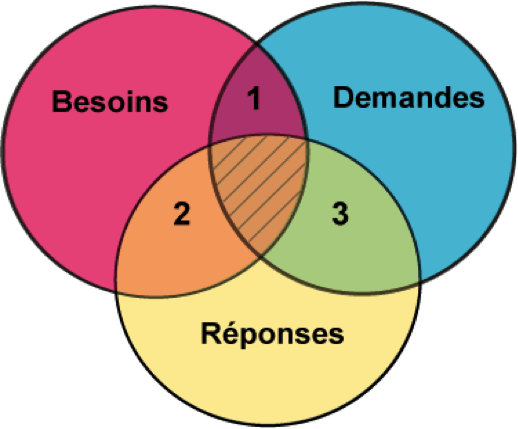 1
Besoins
Demandes
2
3
Réponses